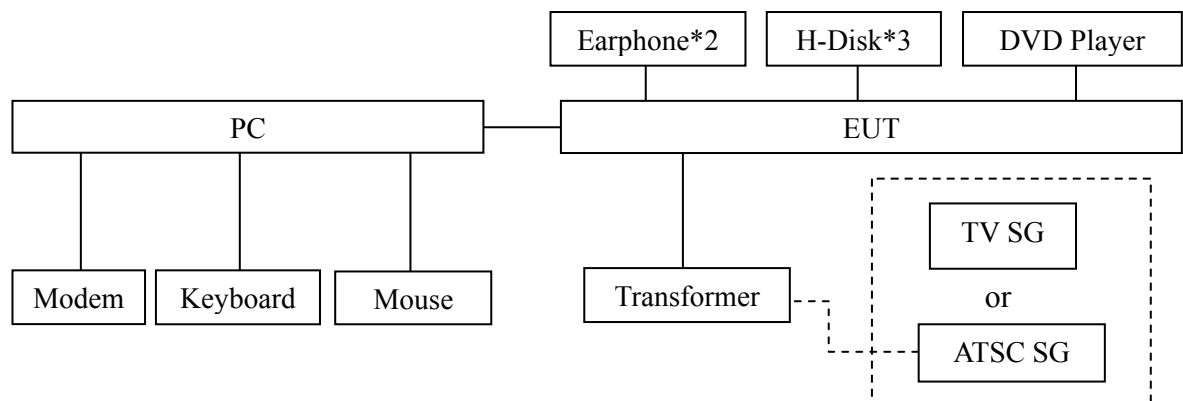 Earphone*2
H-Disk*3
DVD Player
PC
EUT
TV SG
Modem
Keyboard
Mouse
Transformer
or
ATSC SG